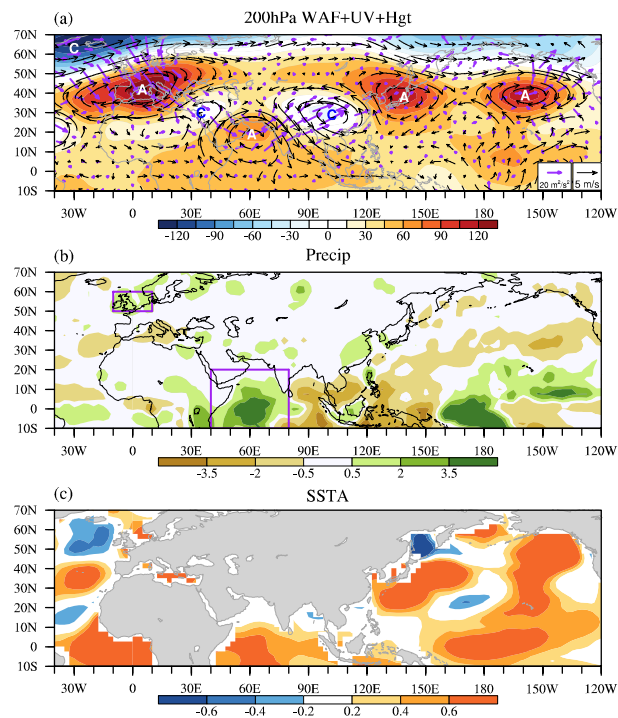 (a) 200hPa WAF+UV+Hgt
70N
60N
50N
40N
30N
20N
10N
0
10S
C
A
C
A
C
A
A
20 m²/s²
5 m/s
30W 0 30E 60E 90E 120E 150E 180 150W 120W
-120 -90 -60 -30 0 30 60 90 120
(b) Precip
70N
60N
50N
40N
30N
20N
10N
0
10S
30W 0 30E 60E 90E 120E 150E 180 150W 120W
-3.5 -2 -0.5 0.5 2 3.5
(c) SSTA
70N
60N
50N
40N
30N
20N
10N
0
10S
30W 0 30E 60E 90E 120E 150E 180 150W 120W
-0.6 -0.4 -0.2 0.2 0.4 0.6